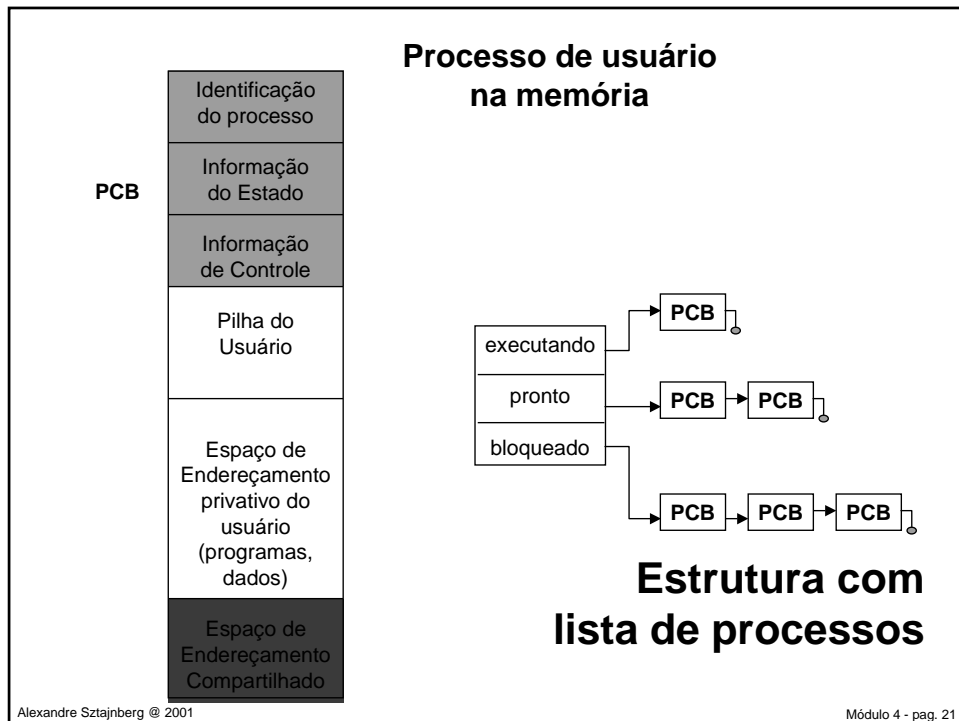 Processo de usuário
na memória
Identificação
do processo
Informação
do Estado
PCB
Informação
de Controle
Pilha do
Usuário
Espaço de
Endereçamento
privativo do
usuário
(programas,
dados)
Espaço de
Endereçamento
Compartilhado
executando
pronto
bloqueado
PCB
PCB
PCB
PCB
PCB
PCB
Estrutura com
lista de processos
Alexandre Sztajnberg @ 2001
Módulo 4 - pag. 21